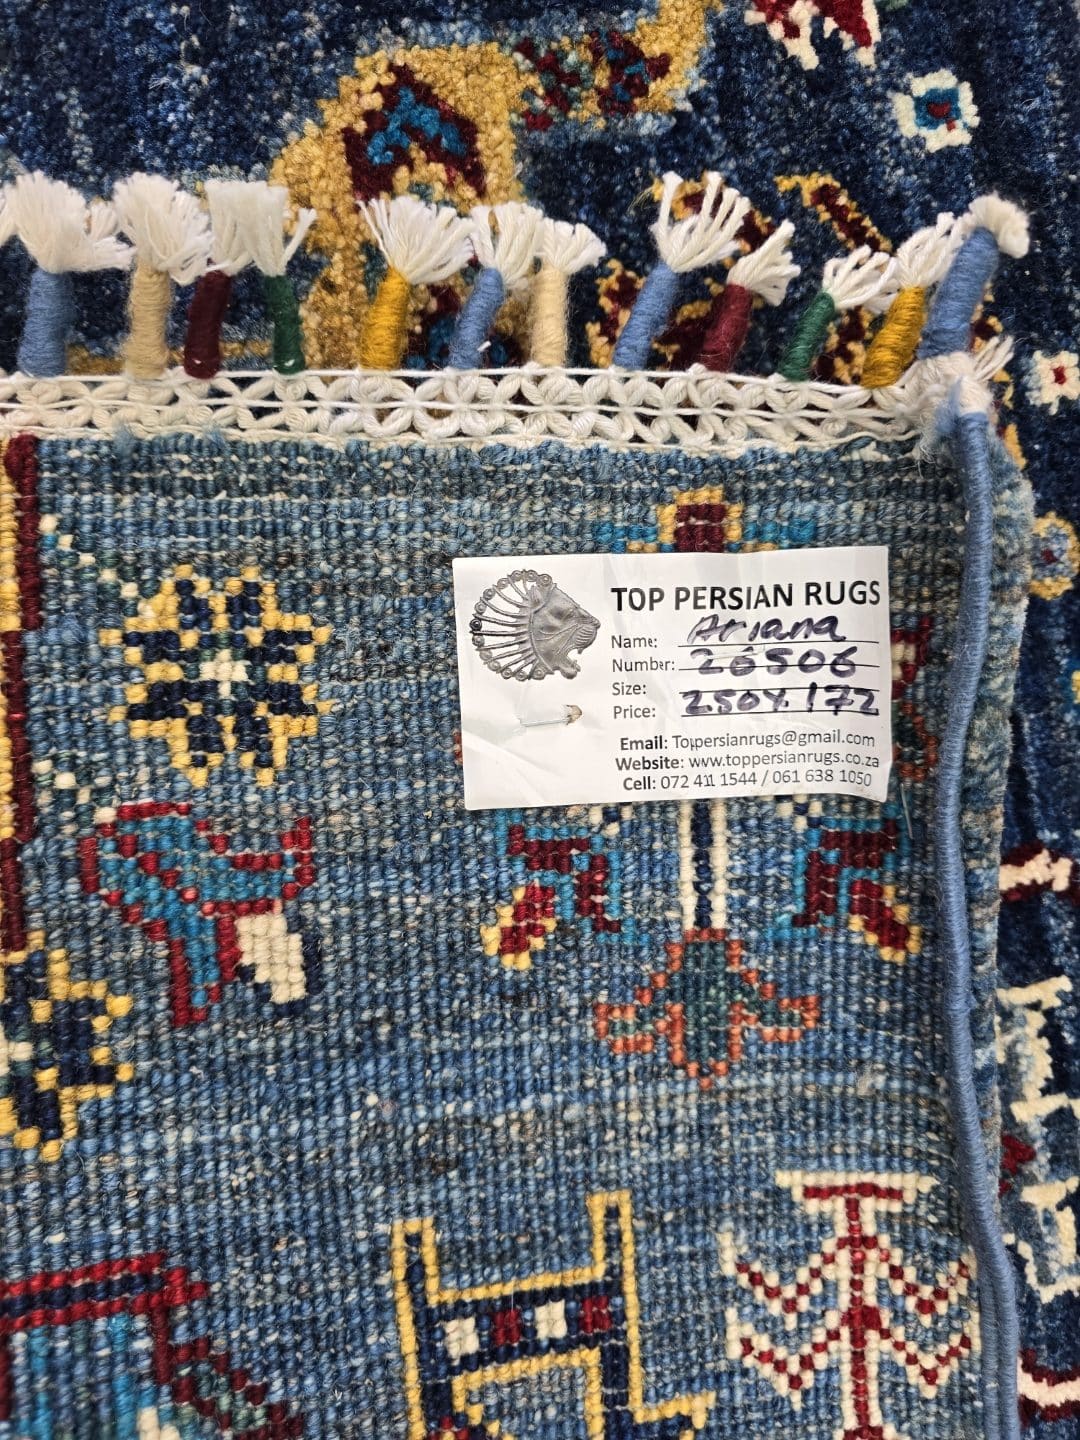 TOP PERSIAN RUGS
Name: Ariana
Number: 26506
Size:
Price: 250X172
Email: Toppersianrugs@gmail.com
Website: www.toppersianrugs.co.za
Cell: 072 411 1544 / 061 638 1050